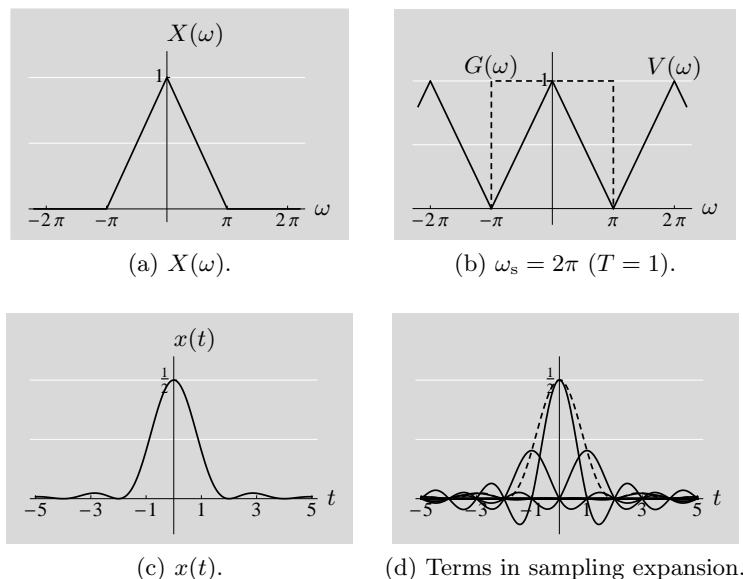 X(ω)
1
−2π −π π 2π ω
(a) X(ω).
G(ω) V(ω)
1
−2π −π π 2π ω
(b) ωs = 2π (T = 1).
x(t)
1/2
−5 −3 −1 1 3 5 t
(c) x(t).
1/2
−5 −3 −1 1 3 5 t
(d) Terms in sampling expansion.